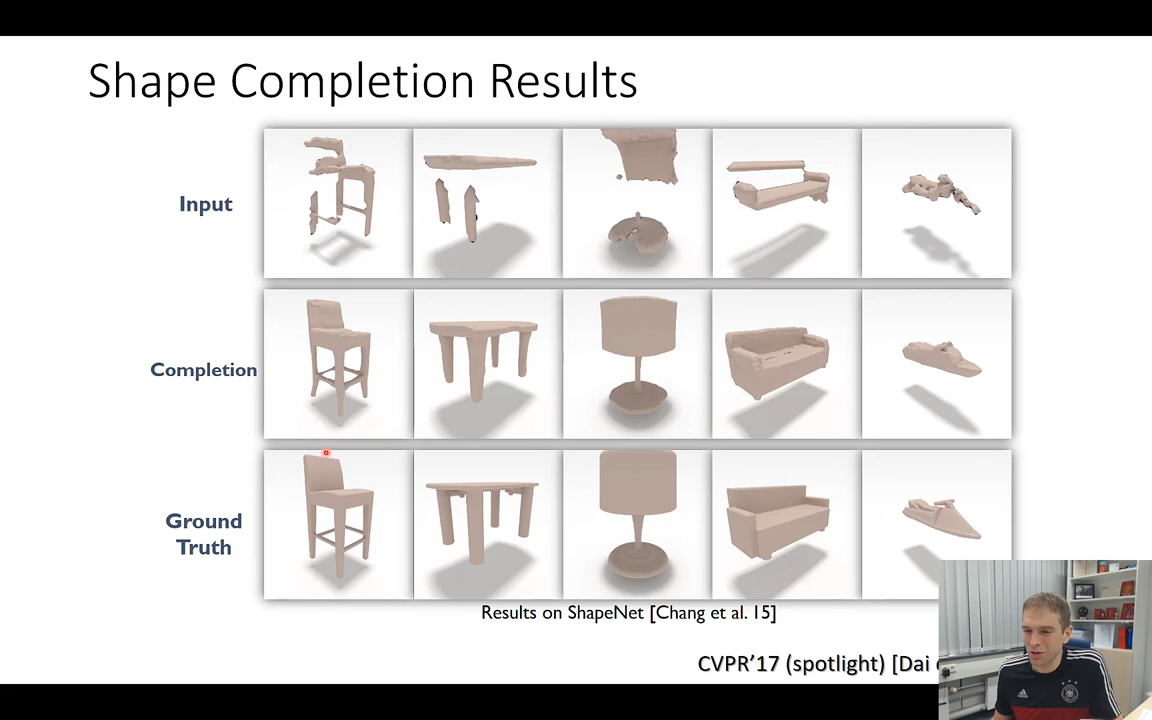 Shape Completion Results
Input
Completion
Ground
Truth
Results on ShapeNet [Chang et al. 15]
CVPR'17 (spotlight) [Dai